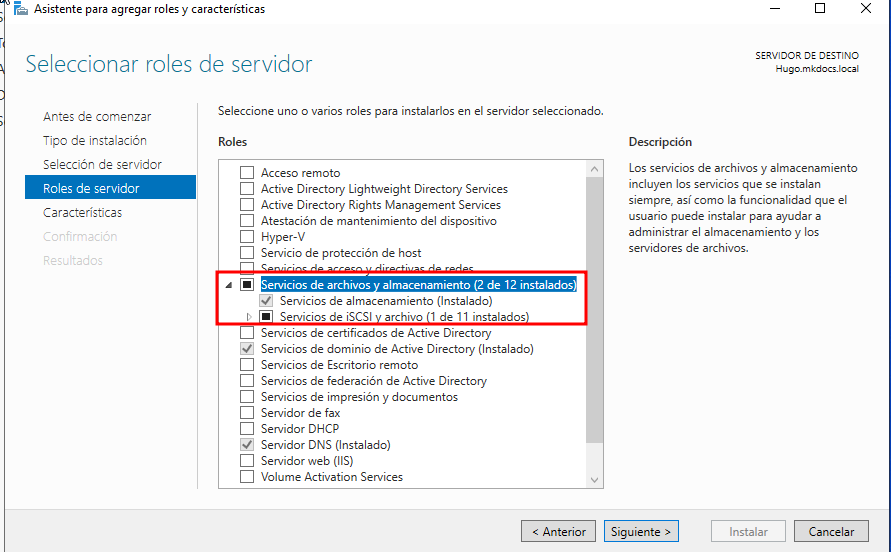 Asistente para agregar roles y características
Seleccionar roles de servidor
SERVIDOR DE DESTINO
Hugo.mkdocs.local
Antes de comenzar
Tipo de instalación
Selección de servidor
Roles de servidor
Características
Confirmación
Resultados
Seleccione uno o varios roles para instalarlos en el servidor seleccionado.
Roles
Acceso remoto
Active Directory Lightweight Directory Services
Active Directory Rights Management Services
Atestación de mantenimiento del dispositivo
Hyper-V
Servicio de protección de host
Servicios de acceso y directivas de redes
Servicios de archivos y almacenamiento (2 de 12 instalados)
Servicios de almacenamiento (Instalado)
Servicios de iSCSI y archivo (1 de 11 instalados)
Servicios de certificados de Active Directory
Servicios de dominio de Active Directory (Instalado)
Servicios de Escritorio remoto
Servicios de federación de Active Directory
Servicios de impresión y documentos
Servidor de fax
Servidor DHCP
Servidor DNS (Instalado)
Servidor web (IIS)
Volume Activation Services
Descripción
Los servicios de archivos y almacenamiento
incluyen los servicios que se instalan
siempre, así como la funcionalidad que el
usuario puede instalar para ayudar a
administrar el almacenamiento y los
servidores de archivos.
< Anterior
Siguiente >
Instalar
Cancelar